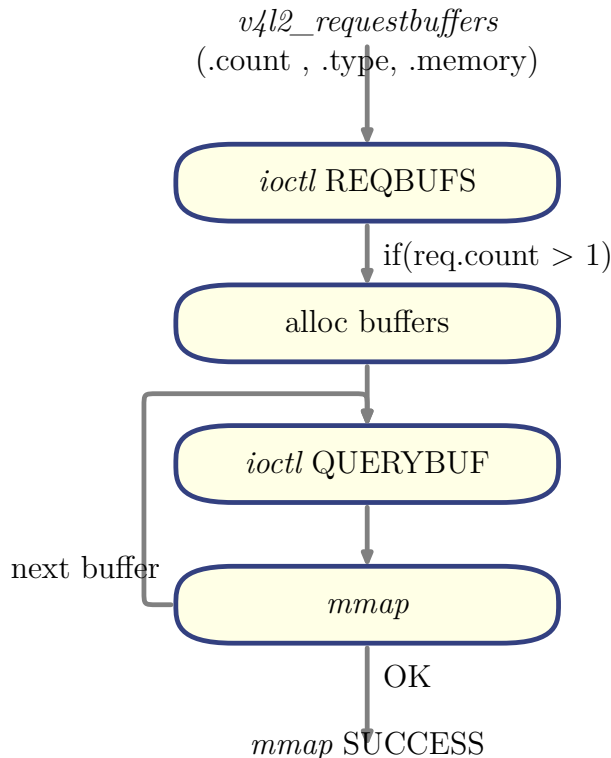 v4l2_requestbuffers
(.count , .type, .memory)
ioctl REQBUFS
if(req.count > 1)
alloc buffers
ioctl QUERYBUF
next buffer
mmap
OK
mmap SUCCESS